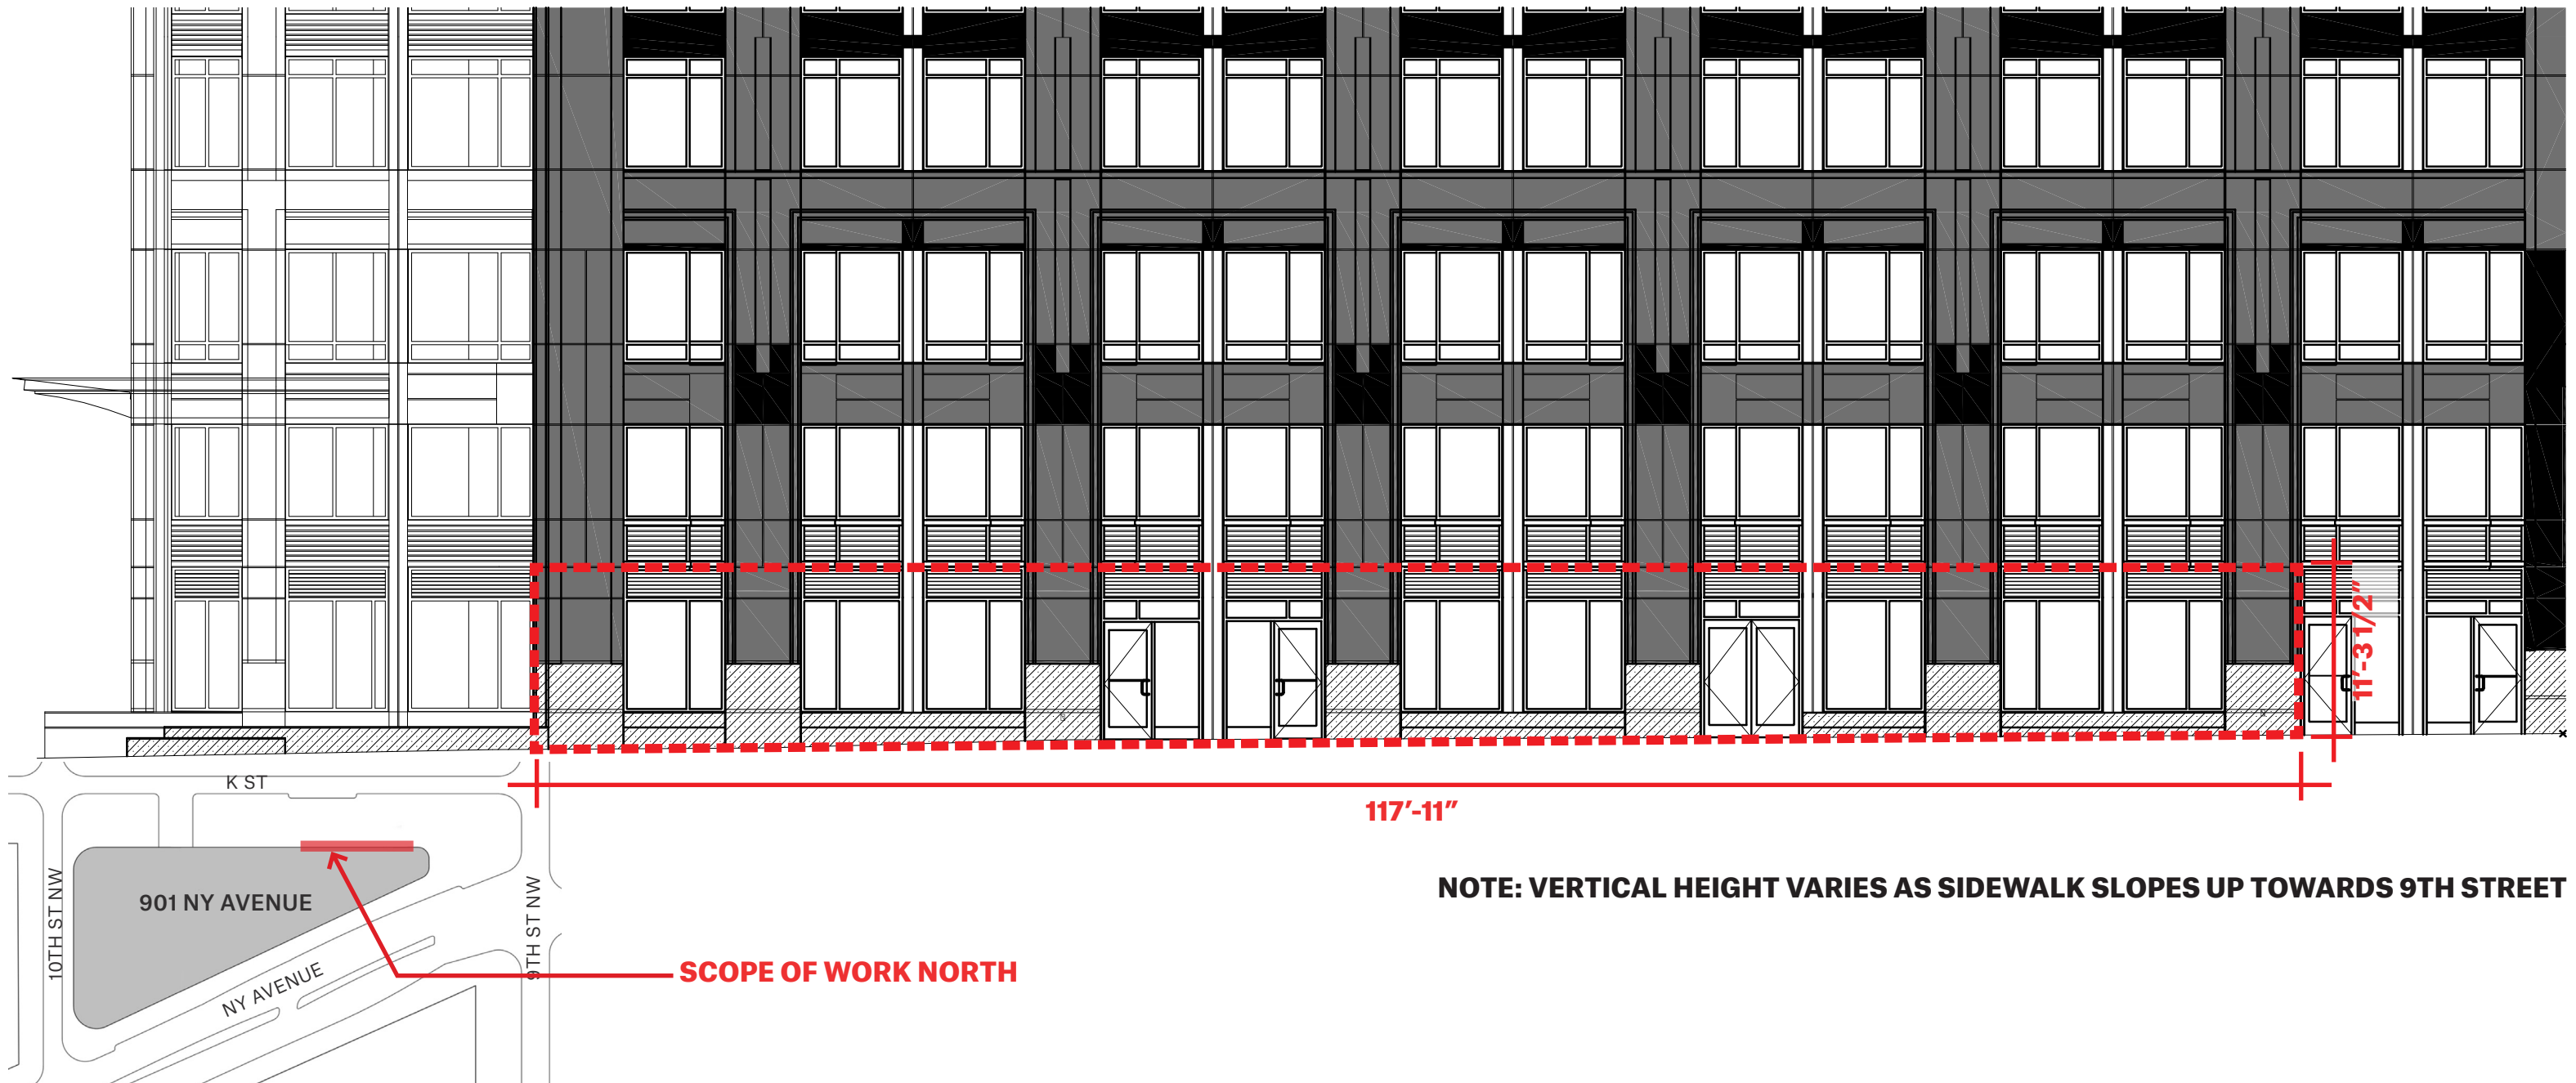 11'-3 1/2"
117'-11"
K ST
10TH ST NW
901 NY AVENUE
9TH ST NW
NY AVENUE
SCOPE OF WORK NORTH
NOTE: VERTICAL HEIGHT VARIES AS SIDEWALK SLOPES UP TOWARDS 9TH STREET